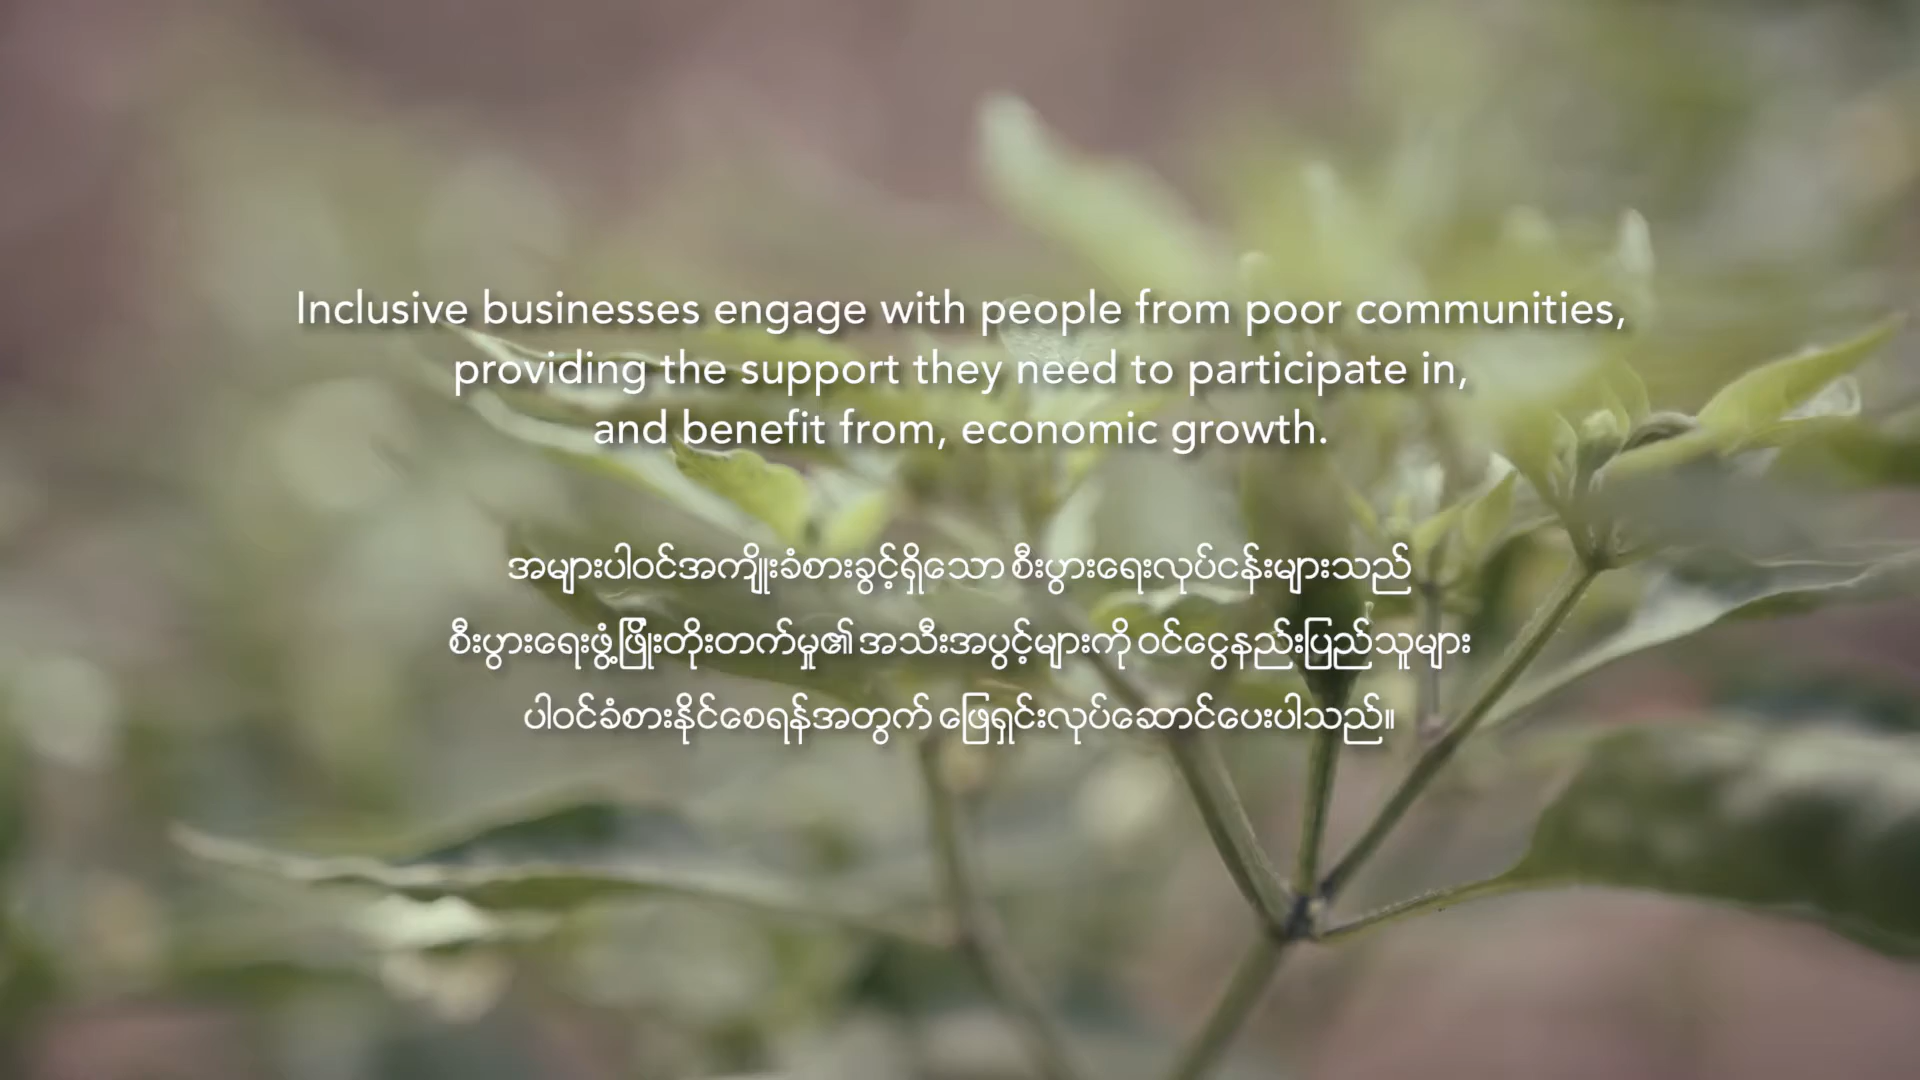 Inclusive businesses engage with people from poor communities,
providing the support they need to participate in,
and benefit from, economic growth.
အများပါဝင်အကျိုးခံစားခွင့်ရှိသော စီးပွားရေးလုပ်ငန်းများသည်
စီးပွားရေးဖွံ့ဖြိုးတိုးတက်မှု၏ အသီးအပွင့်များကို ဝင်ငွေနည်းပြည်သူများ
ပါဝင်ခံစားနိုင်စေရန်အတွက် ဖြေရှင်းလုပ်ဆောင်ပေးပါသည်။